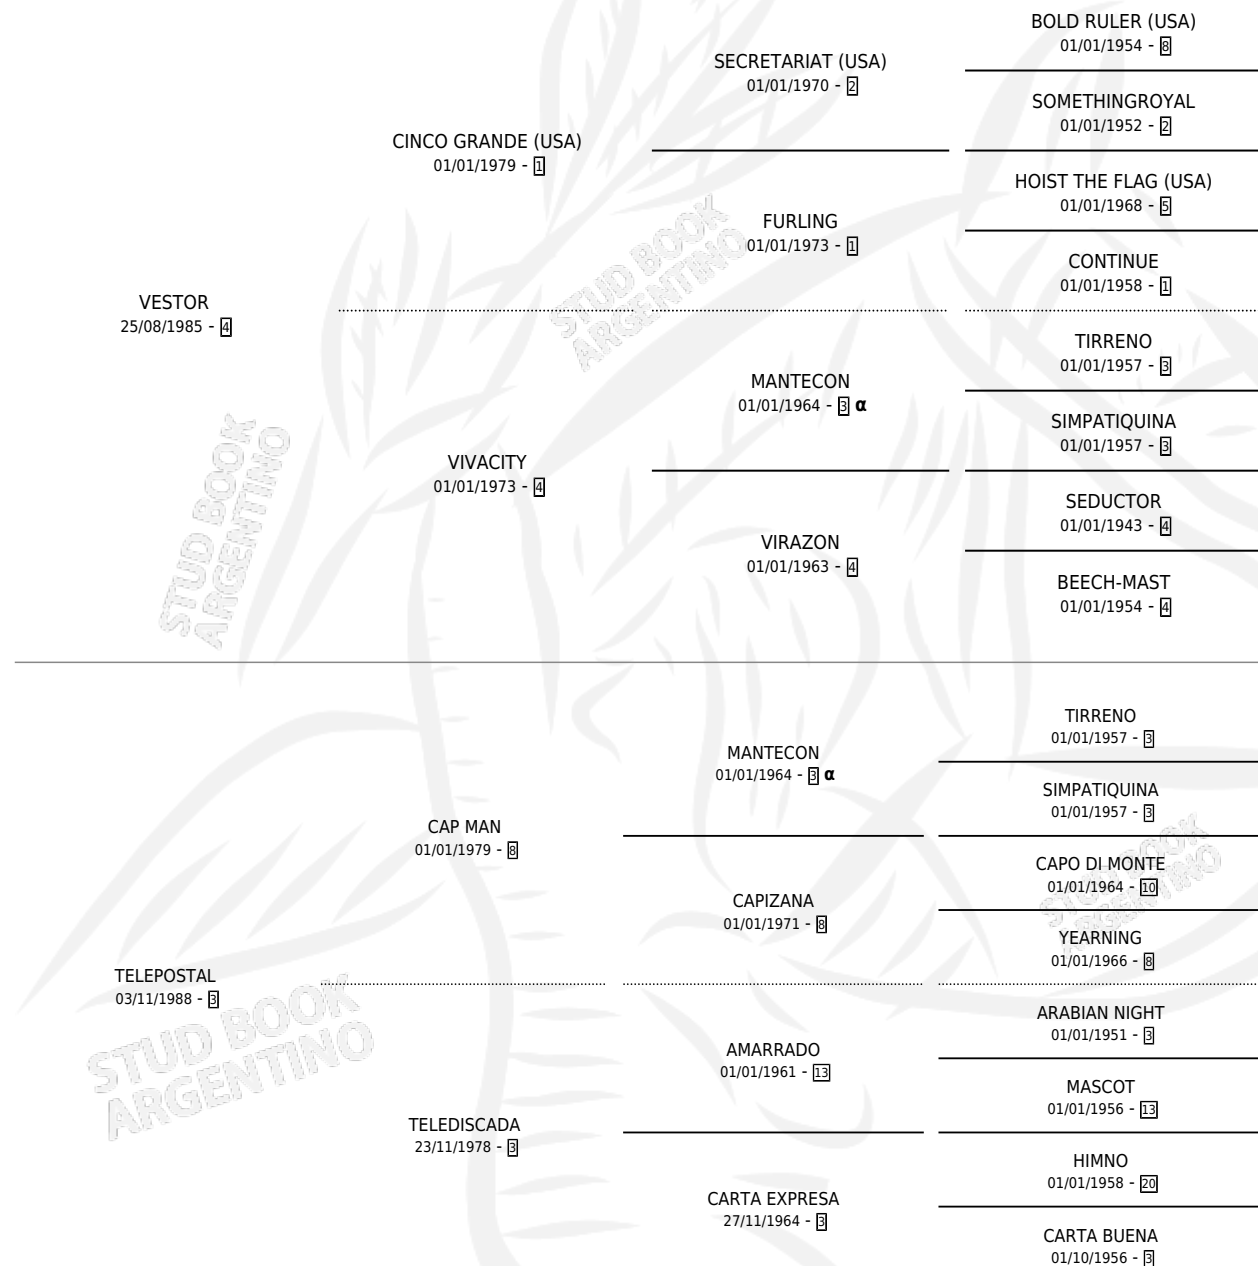 BOLD RULER (USA)
01/01/1954 - 8
SECRETARIAT (USA)
01/01/1970 - 2
SOMETHINGROYAL
01/01/1952 - 2
CINCO GRANDE (USA)
01/01/1979 - 1
HOIST THE FLAG (USA)
01/01/1968 - 5
FURLING
01/01/1973 - 1
CONTINUE
01/01/1958 - 1
VESTOR
25/08/1985 - 4
TIRRENO
01/01/1957 - 3
MANTECON
01/01/1964 - 3 α
SIMPATIQUINA
01/01/1957 - 3
VIVACITY
01/01/1973 - 4
SEDUCTOR
01/01/1943 - 4
VIRAZON
01/01/1963 - 4
BEECH-MAST
01/01/1954 - 4
TIRRENO
01/01/1957 - 3
MANTECON
01/01/1964 - 3 α
SIMPATIQUINA
01/01/1957 - 3
CAP MAN
01/01/1979 - 8
CAPO DI MONTE
01/01/1964 - 10
CAPIZANA
01/01/1971 - 8
YEARNING
01/01/1966 - 8
TELEPOSTAL
03/11/1988 - 3
ARABIAN NIGHT
01/01/1951 - 3
AMARRADO
01/01/1961 - 13
MASCOT
01/01/1956 - 13
TELEDISCADA
23/11/1978 - 3
HIMNO
01/01/1958 - 20
CARTA EXPRESA
27/11/1964 - 3
CARTA BUENA
01/10/1956 - 3
STUD BOOK
ARGENTINO
STUD BOOK
ARGENTINO
STUD BOOK
ARGENTINO
STUD BOOK
ARGENTINO